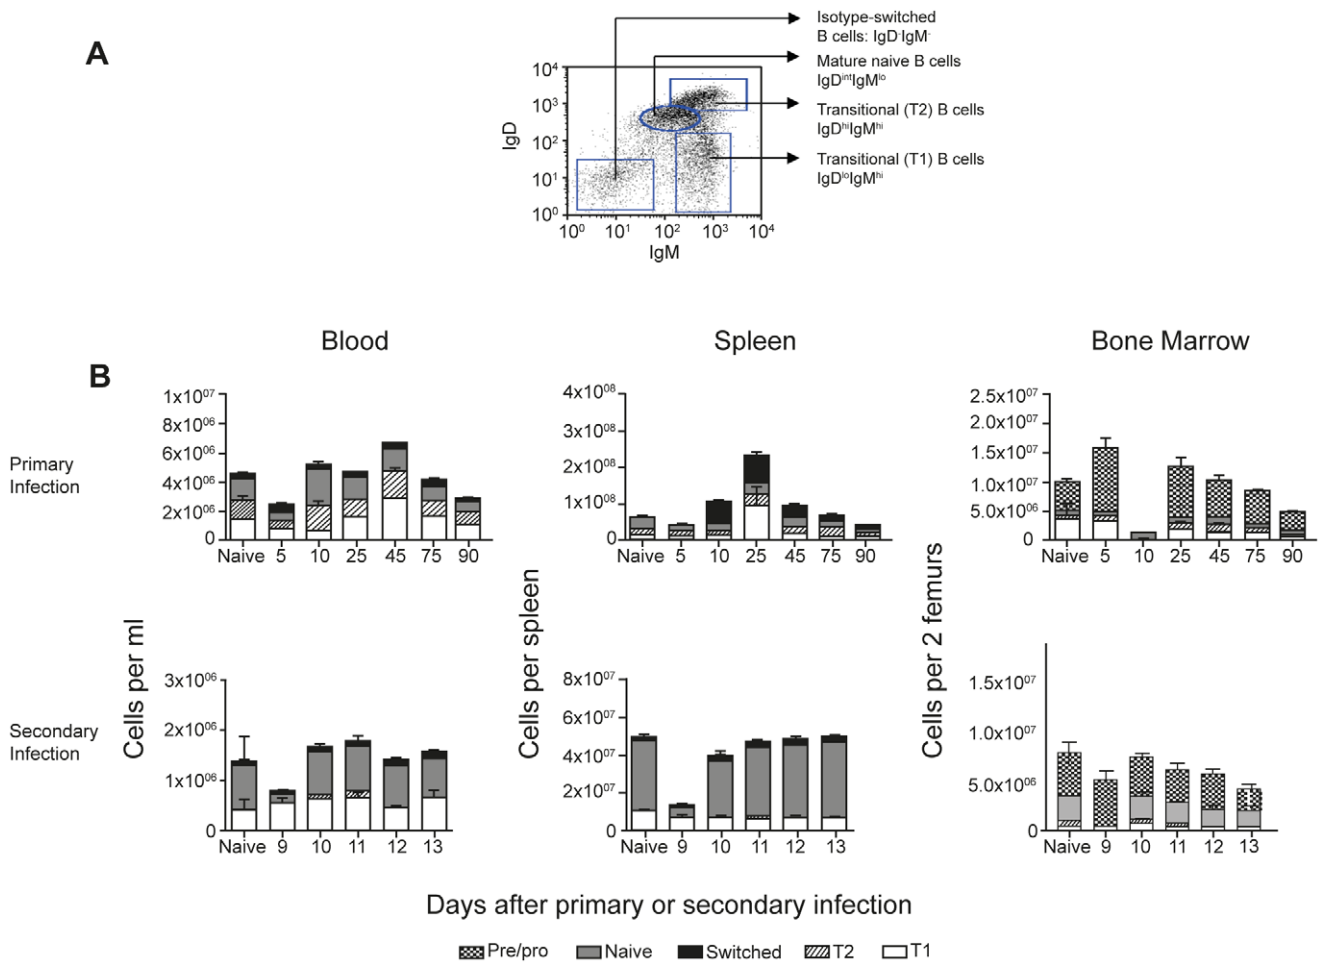 A
Isotype-switched
B cells: IgD⁻IgM⁻
Mature naive B cells
IgDⁱⁿᵗIgMˡᵒ
Transitional (T2) B cells
IgDʰⁱIgMʰⁱ
Transitional (T1) B cells
IgDˡᵒIgMʰⁱ
IgD
10⁴
10³
10²
10¹
10⁰
10⁰ 10¹ 10² 10³ 10⁴
IgM
B
Blood Spleen Bone Marrow
Primary
Infection
1x10⁰⁷
8x10⁰⁶
6x10⁰⁶
4x10⁰⁶
2x10⁰⁶
0
Naive 5 10 25 45 75 90
4x10⁰⁸
3x10⁰⁸
2x10⁰⁸
1x10⁰⁸
0
Naive 5 10 25 45 75 90
2.5x10⁰⁷
2.0x10⁰⁷
1.5x10⁰⁷
1.0x10⁰⁷
5.0x10⁰⁶
0
Naive 5 10 25 45 75 90
Cells per ml
Cells per spleen
Cells per 2 femurs
Secondary
Infection
3x10⁰⁶
2x10⁰⁶
1x10⁰⁶
0
Naive 9 10 11 12 13
8x10⁰⁷
6x10⁰⁷
4x10⁰⁷
2x10⁰⁷
0
Naive 9 10 11 12 13
1.5x10⁰⁷
1.0x10⁰⁷
5.0x10⁰⁶
0
Naive 9 10 11 12 13
Days after primary or secondary infection
Pre/pro Naive Switched T2 T1